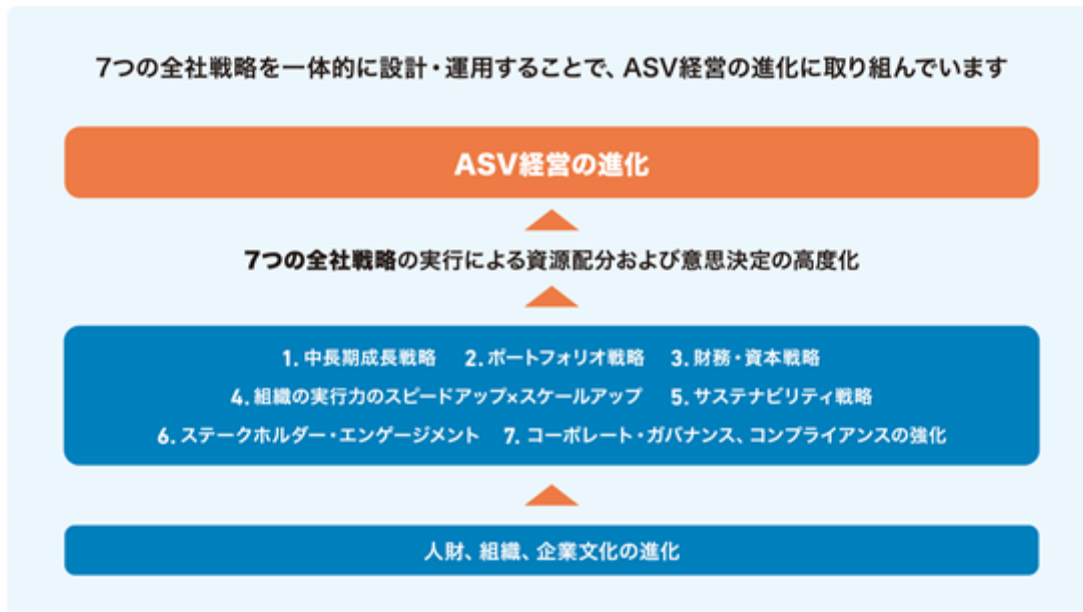 7つの全社戦略を一体的に設計・運用することで、ASV経営の進化に取り組んでいます
ASV経営の進化
7つの全社戦略の実行による資源配分および意思決定の高度化
1. 中長期成長戦略 2. ポートフォリオ戦略 3. 財務・資本戦略
4. 組織の実行力のスピードアップ×スケールアップ 5. サステナビリティ戦略
6. ステークホルダー・エンゲージメント 7. コーポレート・ガバナンス、コンプライアンスの強化
人財、組織、企業文化の進化